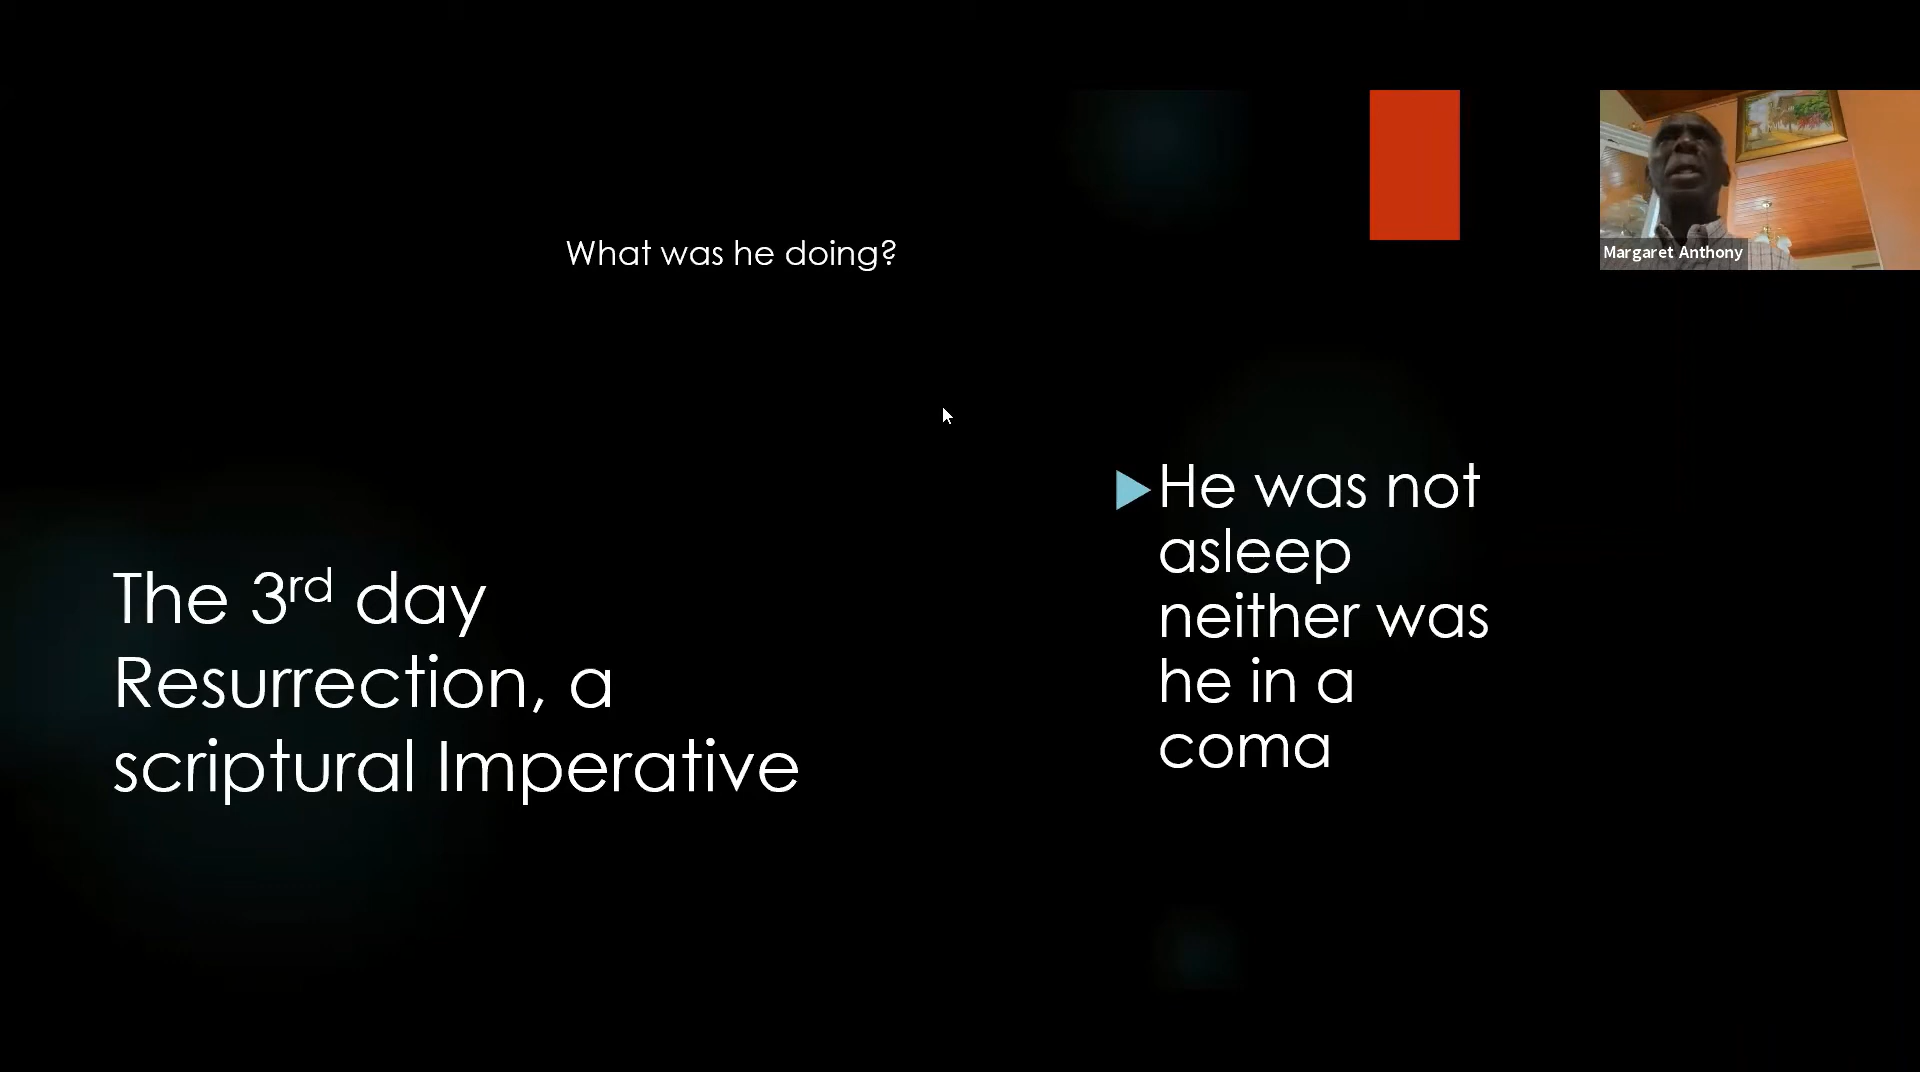 What was he doing?
Margaret Anthony
The 3rd day
Resurrection, a
scriptural Imperative
He was not
asleep
neither was
he in a
coma